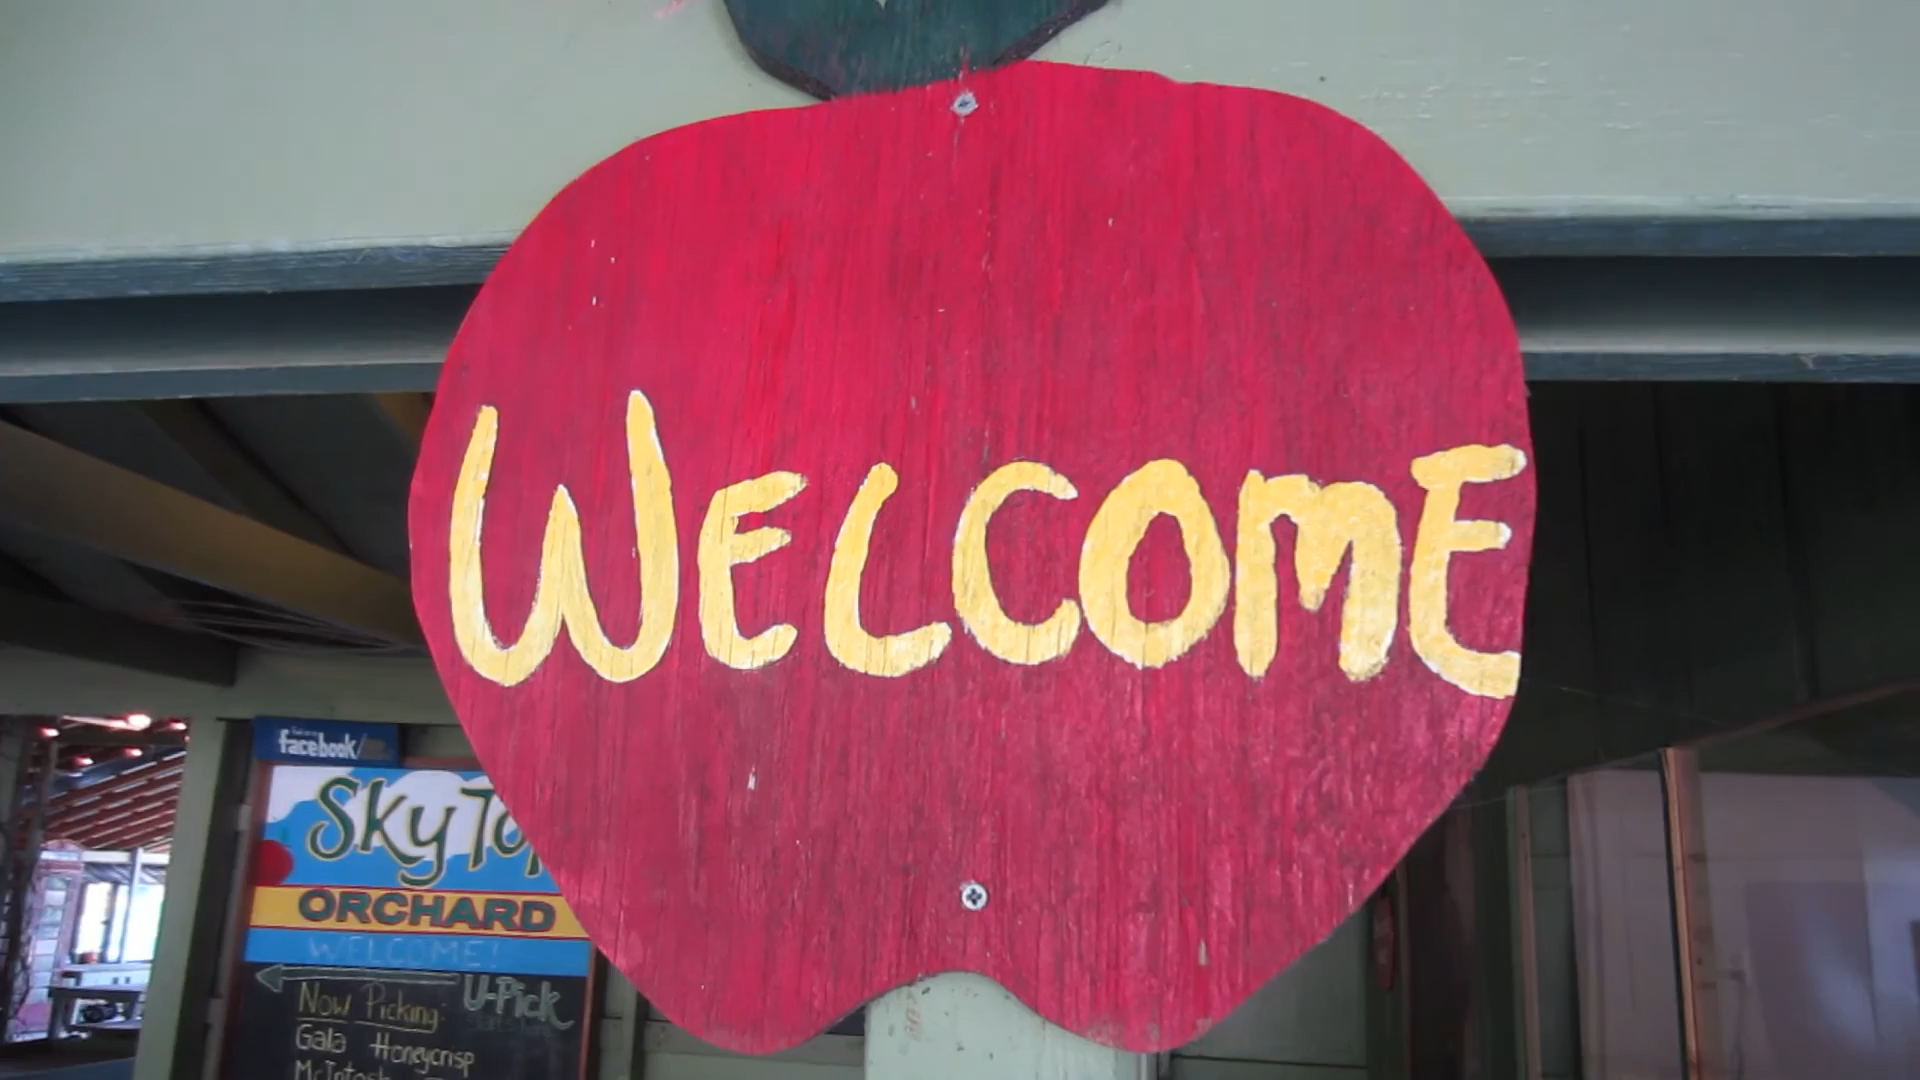 WELCOME
facebook/
Sky Top
ORCHARD
WELCOME!
U-Pick
Now Picking:
Gala Honeycrisp
McIntosh